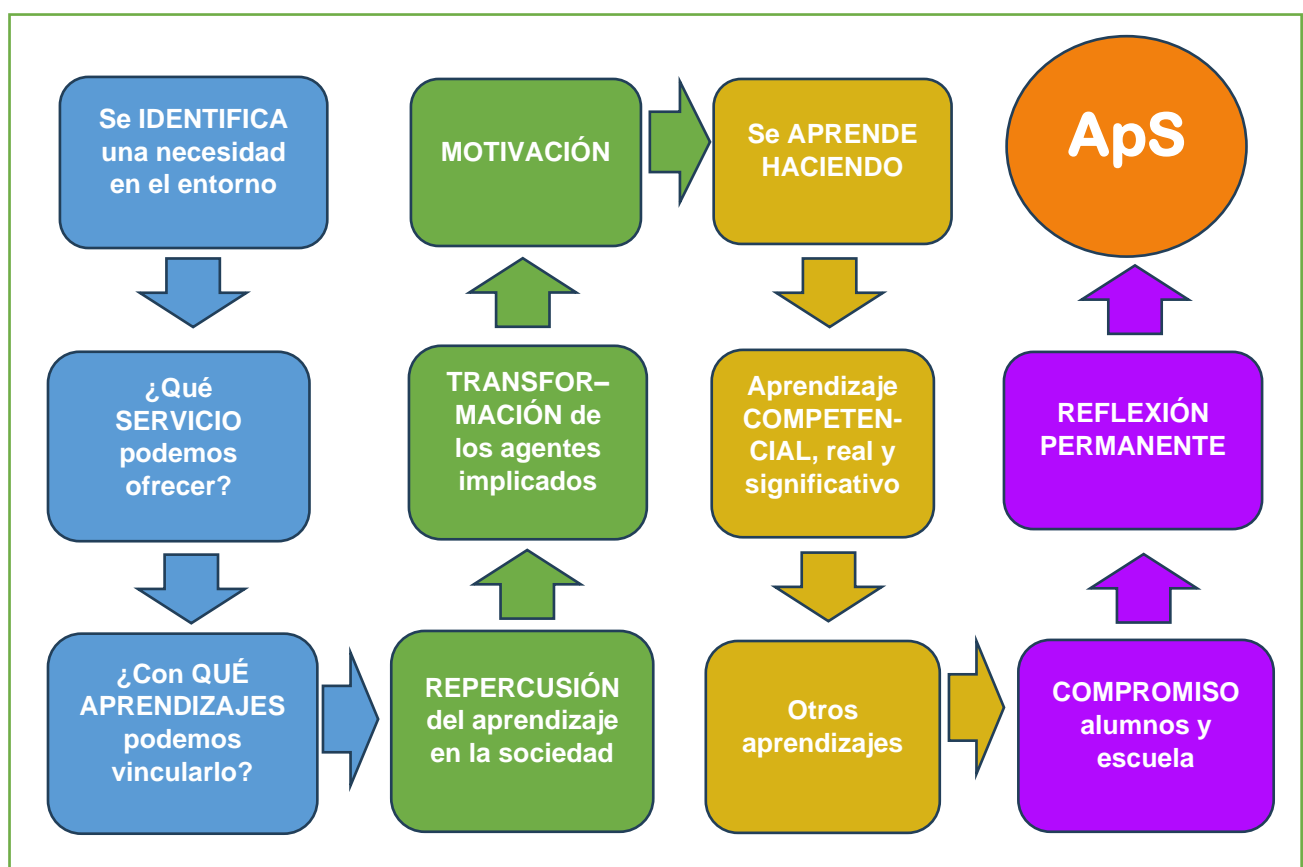 Se IDENTIFICA
una necesidad
en el entorno
¿Qué
SERVICIO
podemos
ofrecer?
¿Con QUÉ
APRENDIZAJES
podemos
vincularlo?
REPERCUSIÓN
del aprendizaje
en la sociedad
TRANSFOR–
MACIÓN de
los agentes
implicados
MOTIVACIÓN
Se APRENDE
HACIENDO
Aprendizaje
COMPETEN-
CIAL, real y
significativo
Otros
aprendizajes
COMPROMISO
alumnos y
escuela
REFLEXIÓN
PERMANENTE
ApS